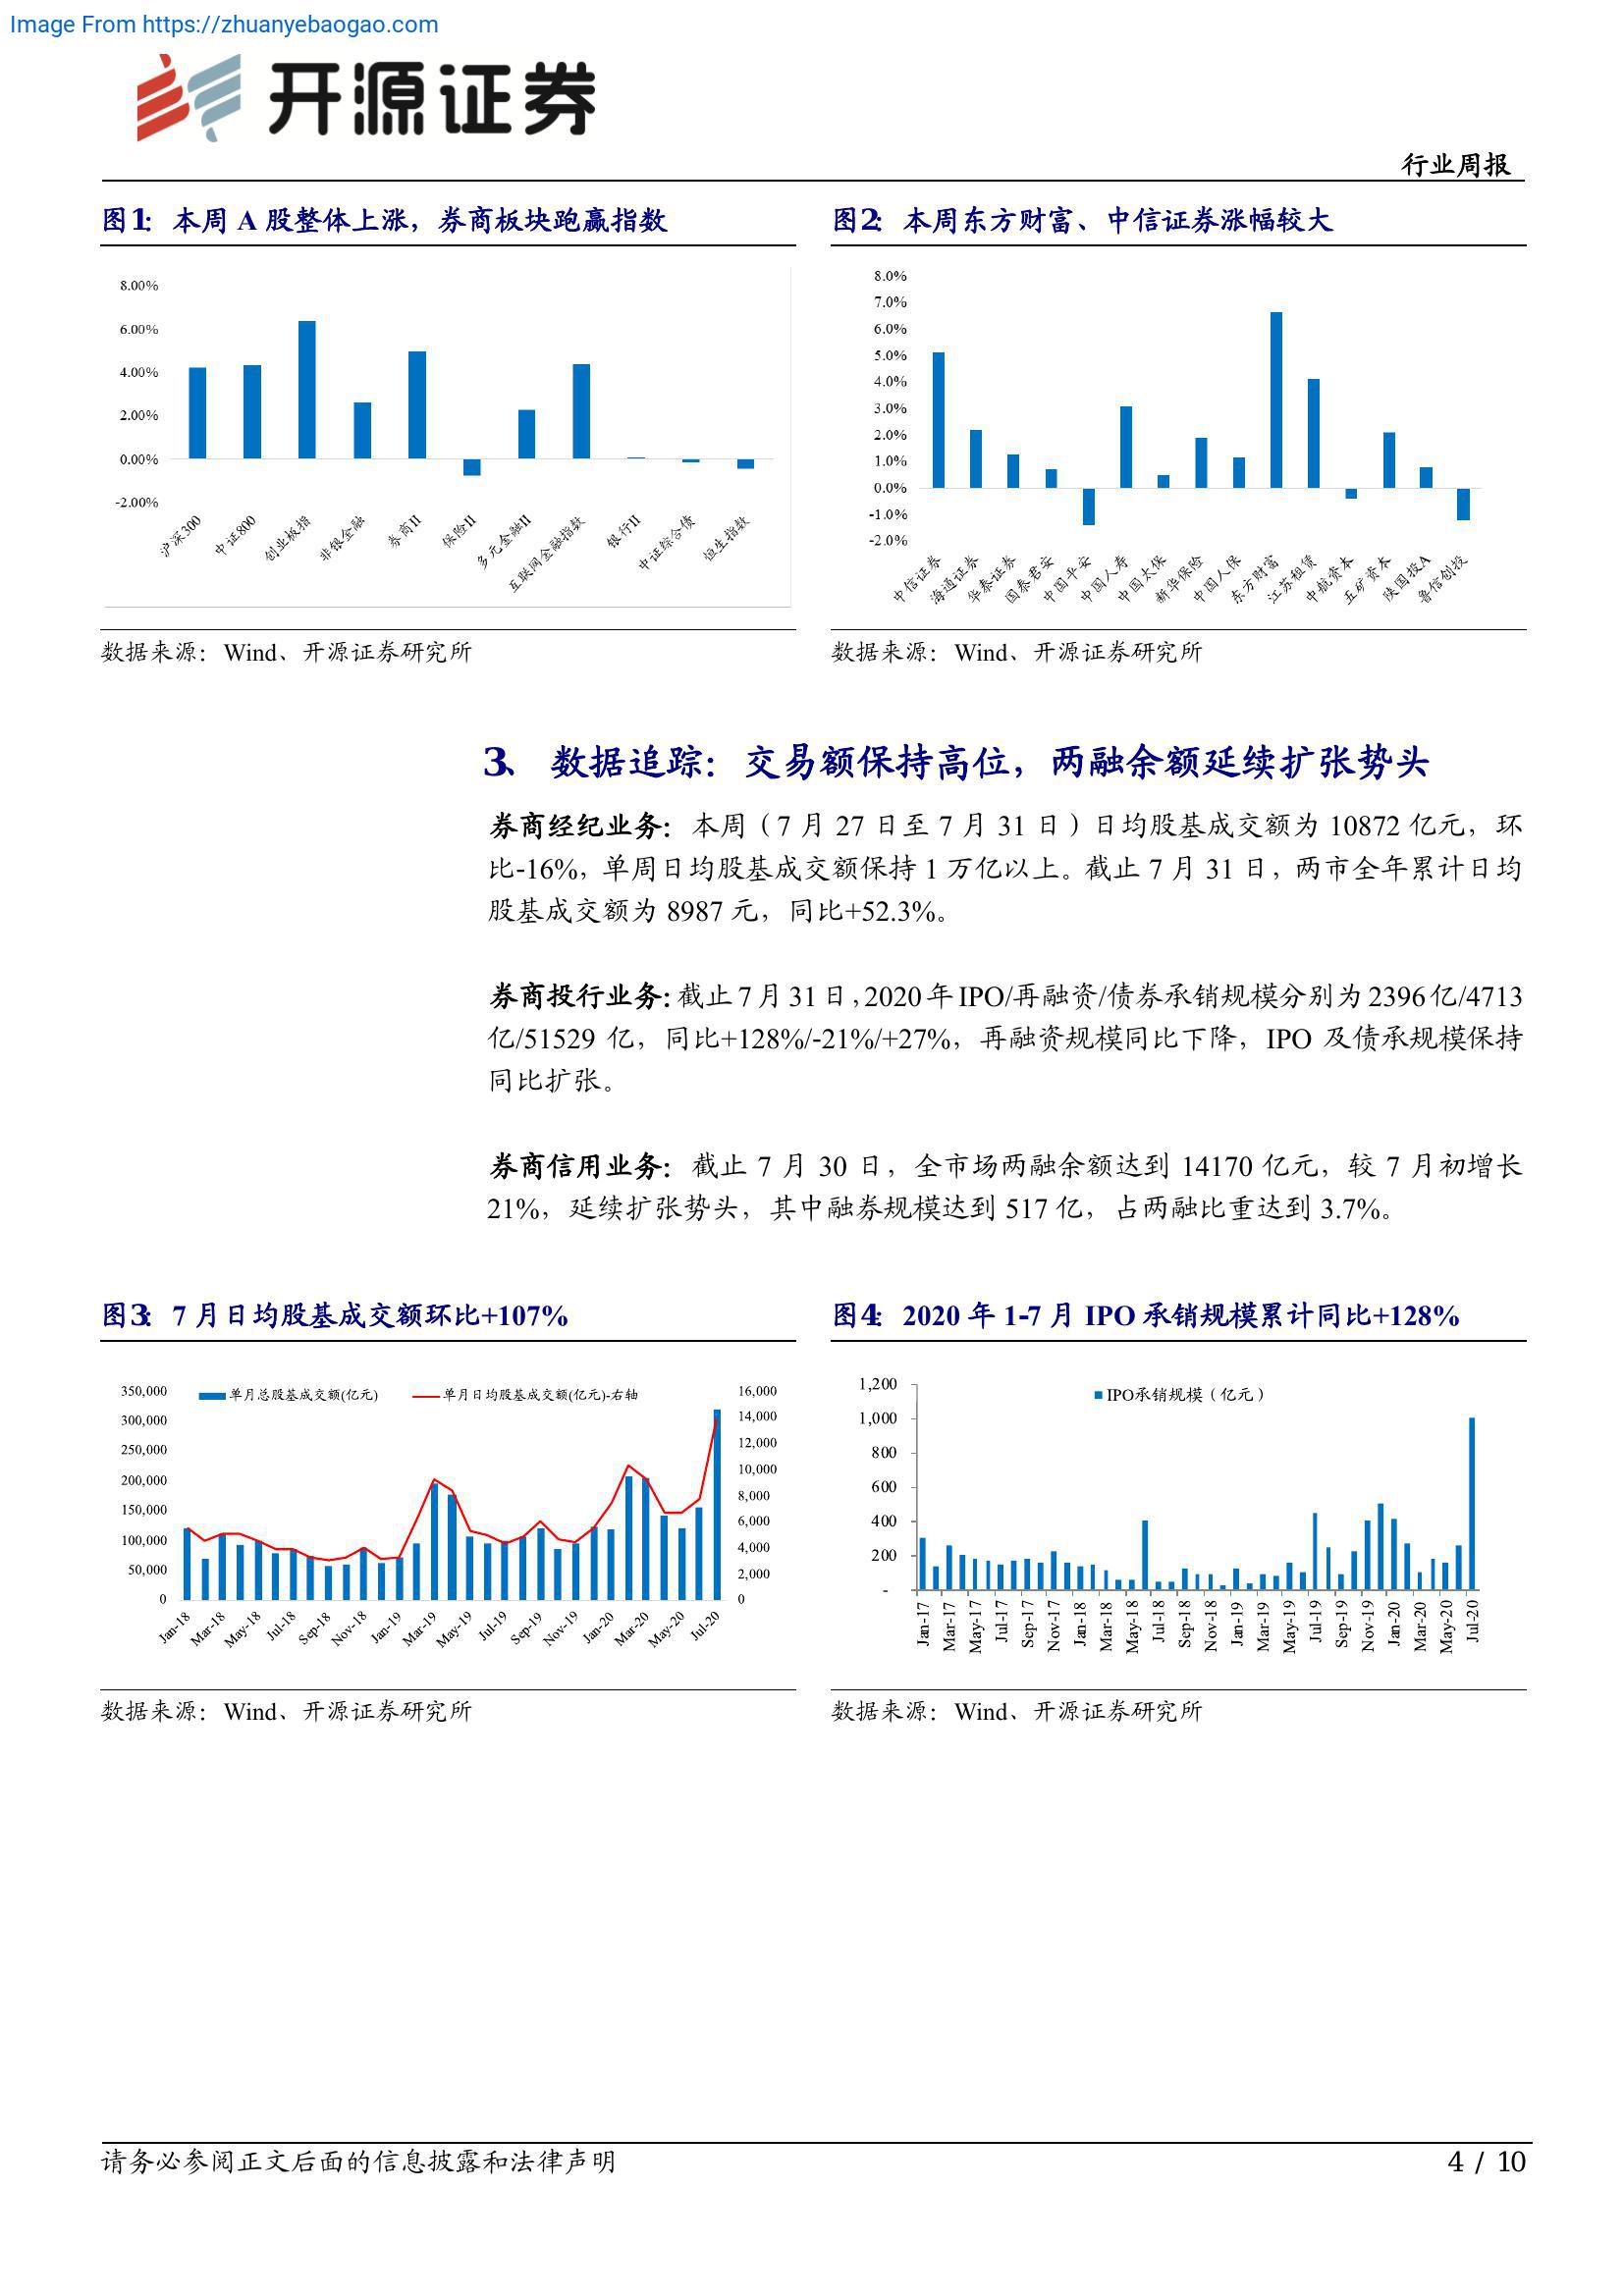 Image From https://zhuanyebaogao.com
开源证券
行业周报
图1： 本周 A 股整体上涨，券商板块跑赢指数
图2： 本周东方财富、中信证券涨幅较大
8.00%
6.00%
4.00%
2.00%
0.00%
-2.00%
沪深300
中证800
创业板指
非银金融
券商II
保险II
多元金融II
互联网金融指数
银行II
中证综合债
恒生指数
8.0%
7.0%
6.0%
5.0%
4.0%
3.0%
2.0%
1.0%
0.0%
-1.0%
-2.0%
中信证券
海通证券
华泰证券
国泰君安
中国平安
中国人寿
中国太保
新华保险
中国人保
东方财富
江苏租赁
中航资本
五矿资本
陕国投A
鲁信创投
数据来源：Wind、开源证券研究所
数据来源：Wind、开源证券研究所
3、 数据追踪：交易额保持高位，两融余额延续扩张势头
券商经纪业务：本周（7 月 27 日至 7 月 31 日）日均股基成交额为 10872 亿元，环
比-16%，单周日均股基成交额保持 1 万亿以上。截止 7 月 31 日，两市全年累计日均
股基成交额为 8987 元，同比+52.3%。
券商投行业务：截止 7 月 31 日，2020 年 IPO/再融资/债券承销规模分别为 2396 亿/4713
亿/51529 亿，同比+128%/-21%/+27%，再融资规模同比下降，IPO 及债承规模保持
同比扩张。
券商信用业务：截止 7 月 30 日，全市场两融余额达到 14170 亿元，较 7 月初增长
21%，延续扩张势头，其中融券规模达到 517 亿，占两融比重达到 3.7%。
图3： 7 月日均股基成交额环比+107%
图4： 2020 年 1-7 月 IPO 承销规模累计同比+128%
单月总股基成交额(亿元)
单月日均股基成交额(亿元)-右轴
350,000
300,000
250,000
200,000
150,000
100,000
50,000
0
16,000
14,000
12,000
10,000
8,000
6,000
4,000
2,000
0
Jan-18
Mar-18
May-18
Jul-18
Sep-18
Nov-18
Jan-19
Mar-19
May-19
Jul-19
Sep-19
Nov-19
Jan-20
Mar-20
May-20
Jul-20
IPO承销规模（亿元）
1,200
1,000
800
600
400
200
-
Jan-17
Mar-17
May-17
Jul-17
Sep-17
Nov-17
Jan-18
Mar-18
May-18
Jul-18
Sep-18
Nov-18
Jan-19
Mar-19
May-19
Jul-19
Sep-19
Nov-19
Jan-20
Mar-20
May-20
Jul-20
数据来源：Wind、开源证券研究所
数据来源：Wind、开源证券研究所
请务必参阅正文后面的信息披露和法律声明
4 / 10